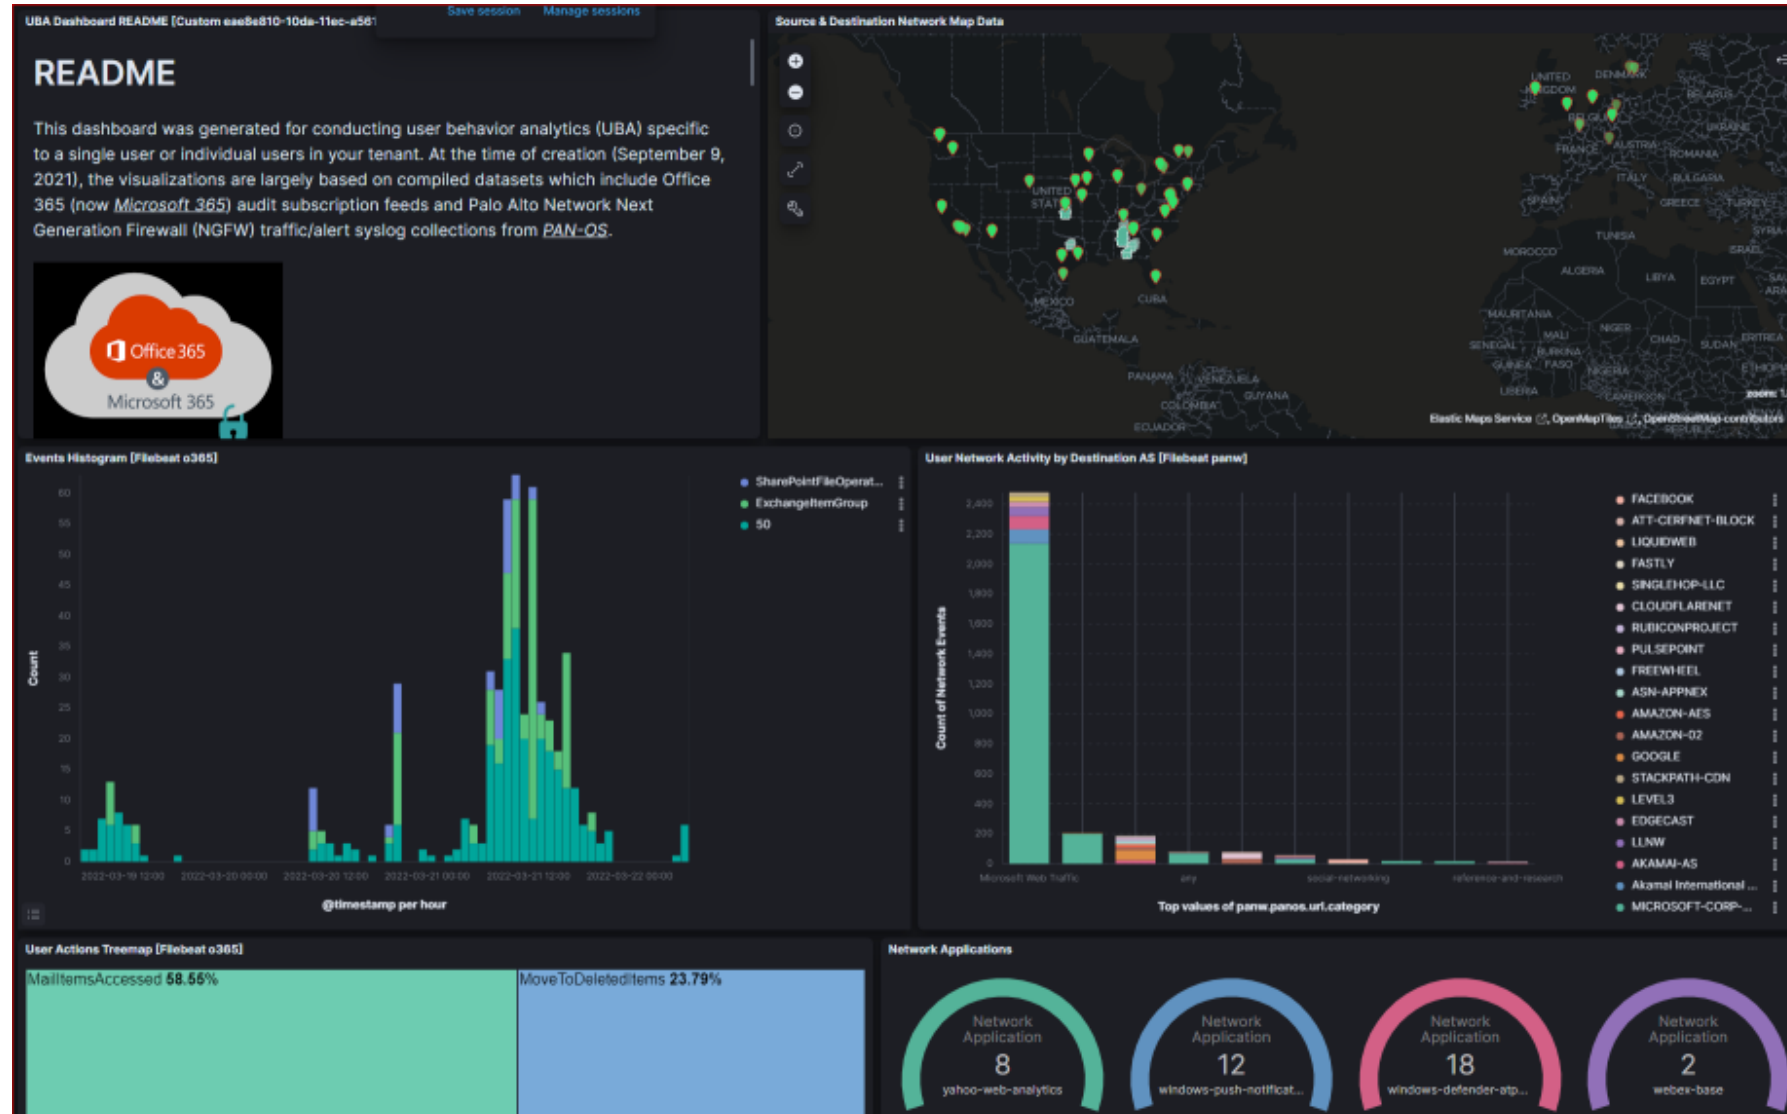 Save session Manage sessions
UBA Dashboard README [Custom eae8e810-10da-11ec-a561
README
This dashboard was generated for conducting user behavior analytics (UBA) specific
to a single user or individual users in your tenant. At the time of creation (September 9,
2021), the visualizations are largely based on compiled datasets which include Office
365 (now Microsoft 365) audit subscription feeds and Palo Alto Network Next
Generation Firewall (NGFW) traffic/alert syslog collections from PAN-OS.
Office 365
&
Microsoft 365
Source & Destination Network Map Data
UNITED
KINGDOM
DENMARK
BELARUS
UKRAINE
FRANCE
AUSTRIA
ROMANIA
ITALY
BULGARIA
SPAIN
GREECE
TURKEY
SYRIA
TUNISIA
MOROCCO
ISRAEL
ALGERIA
LIBYA
EGYPT
UNITED
STAT
MEXICO
CUBA
GUATEMALA
MAURITANIA
MALI
NIGER
CHAD
SUDAN
ERITREA
SENEGAL
BURKINA
FASO
GUINEA
NIGERIA
LIBERIA
CAMEROON
PANAMA
VENEZUELA
GUYANA
COLOMBIA
ECUADOR
Elastic Maps Service, OpenMapTiles, OpenStreetMap contributors
Events Histogram [Filebeat o365]
SharePointFileOperat...
ExchangeItemGroup
50
Count
60
55
50
45
40
35
30
25
20
15
10
5
0
2022-03-19 12:00 2022-03-20 00:00 2022-03-20 12:00 2022-03-21 00:00 2022-03-21 12:00 2022-03-22 00:00
@timestamp per hour
User Network Activity by Destination AS [Filebeat panw]
Count of Network Events
2,400
2,200
2,000
1,800
1,600
1,400
1,200
1,000
800
600
400
200
0
Microsoft Web Traffic any social-networking reference-and-research
Top values of panw.panos.url.category
FACEBOOK
ATT-CERFNET-BLOCK
LIQUIDWEB
FASTLY
SINGLEHOP-LLC
CLOUDFLARENET
RUBICONPROJECT
PULSEPOINT
FREEWHEEL
ASN-APPNEX
AMAZON-AES
AMAZON-02
GOOGLE
STACKPATH-CDN
LEVEL3
EDGECAST
LLNW
AKAMAI-AS
Akamai International ...
MICROSOFT-CORP-...
User Actions Treemap [Filebeat o365]
MailItemsAccessed 58.55%
MoveToDeletedItems 23.79%
Network Applications
Network
Application
8
yahoo-web-analytics
Network
Application
12
windows-push-notificat...
Network
Application
18
windows-defender-atp...
Network
Application
2
webex-base